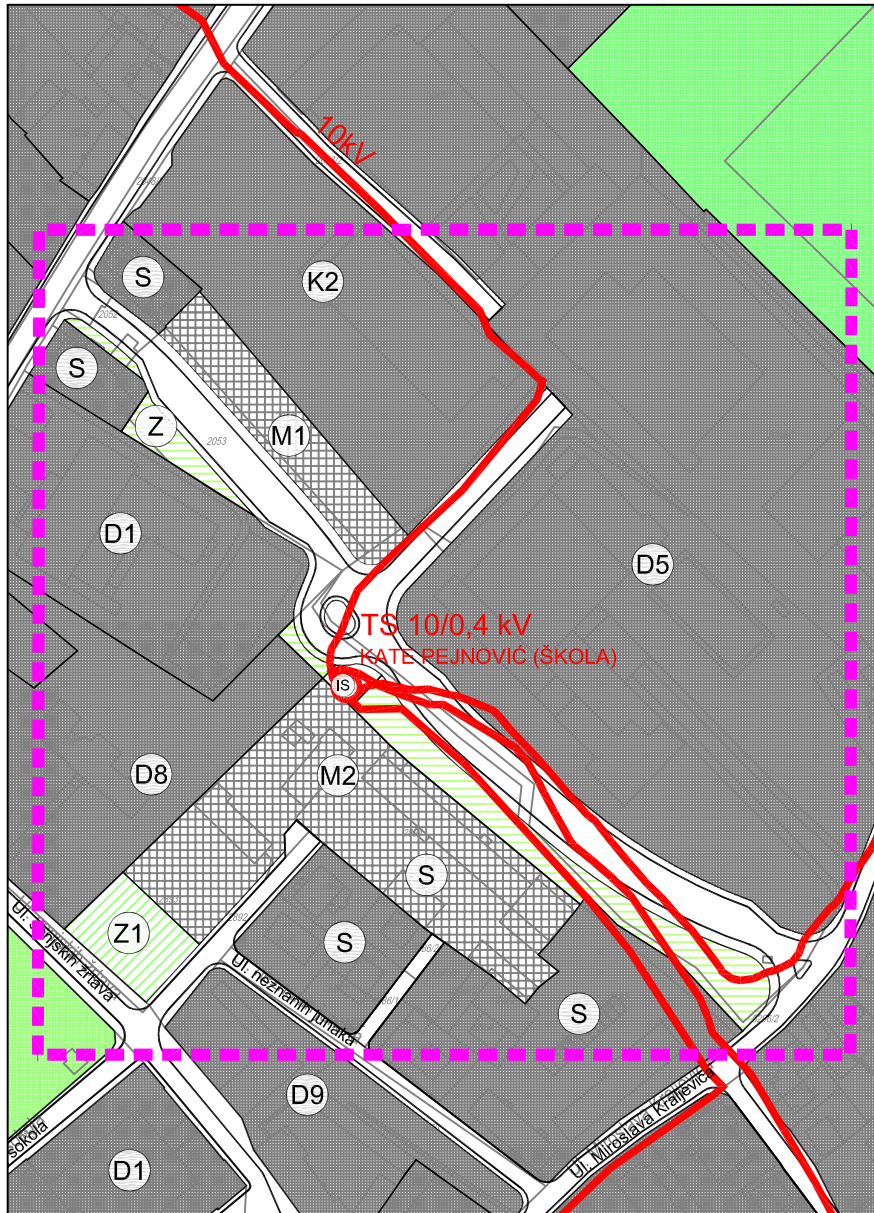 10kV
S
K2
2052
S
Z
2053
M1
D1
D5
TS 10/0,4 kV
KATE PEJNOVIĆ (ŠKOLA)
IS
D8
M2
S
Z1
2892
S
Ul. neznanih junaka
S
D9
Ul. Miroslava Kraljevića
sokola
D1